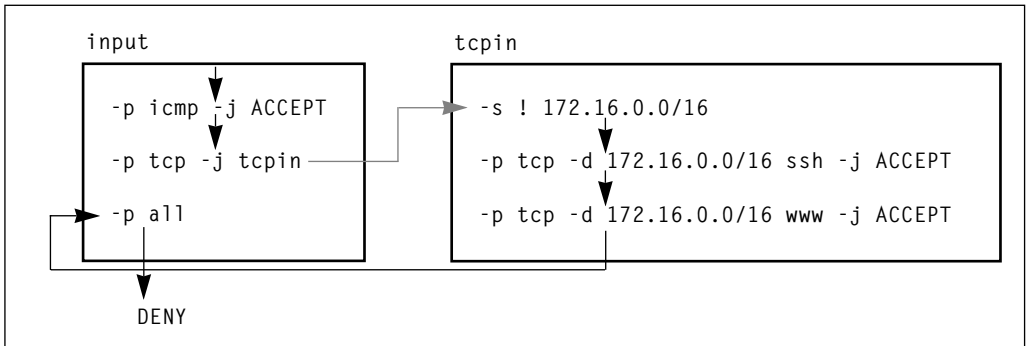 input
-p icmp -j ACCEPT
-p tcp -j tcpin
-p all
DENY
tcpin
-s ! 172.16.0.0/16
-p tcp -d 172.16.0.0/16 ssh -j ACCEPT
-p tcp -d 172.16.0.0/16 www -j ACCEPT